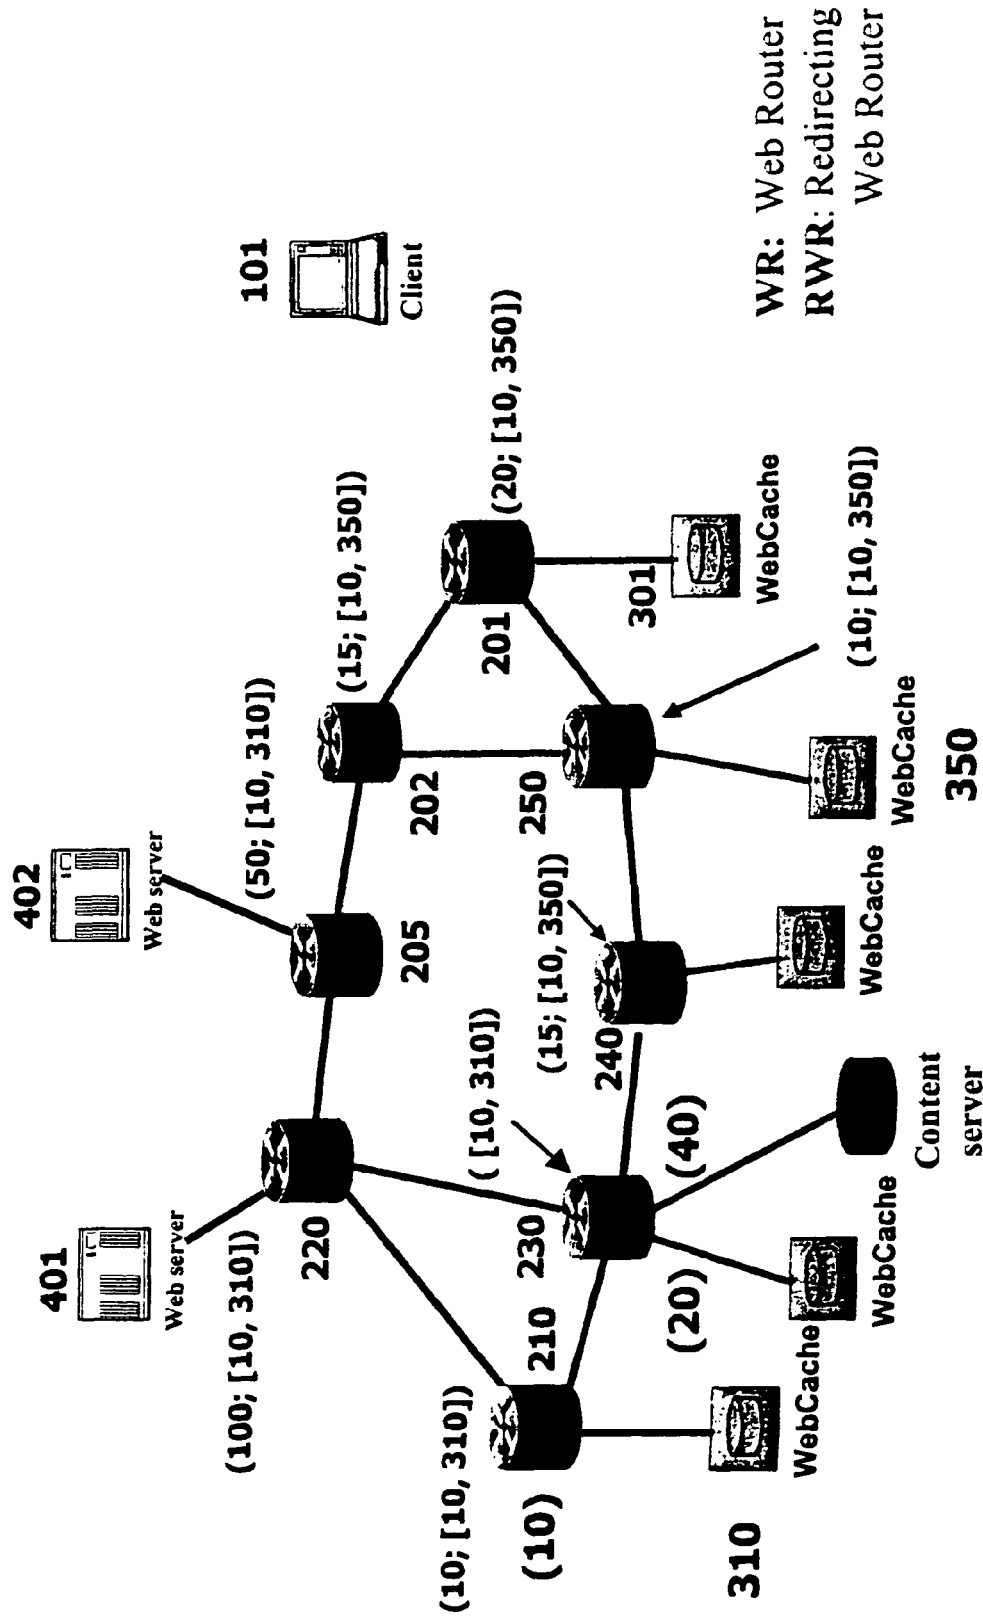 402
401
Web server
Web server
101
Client
(100; [10, 310])
(50; [10, 310])
(15; [10, 350])
220
205
202
(10; [10, 310])
( [10, 310])
(20; [10, 350])
201
(10)
210
230
(15; [10, 350])
240
250
301
(20)
(40)
WebCache
310
WebCache
WebCache
WebCache
WebCache
(10; [10, 350])
350
Content
server
WR: Web Router
RWR: Redirecting
Web Router